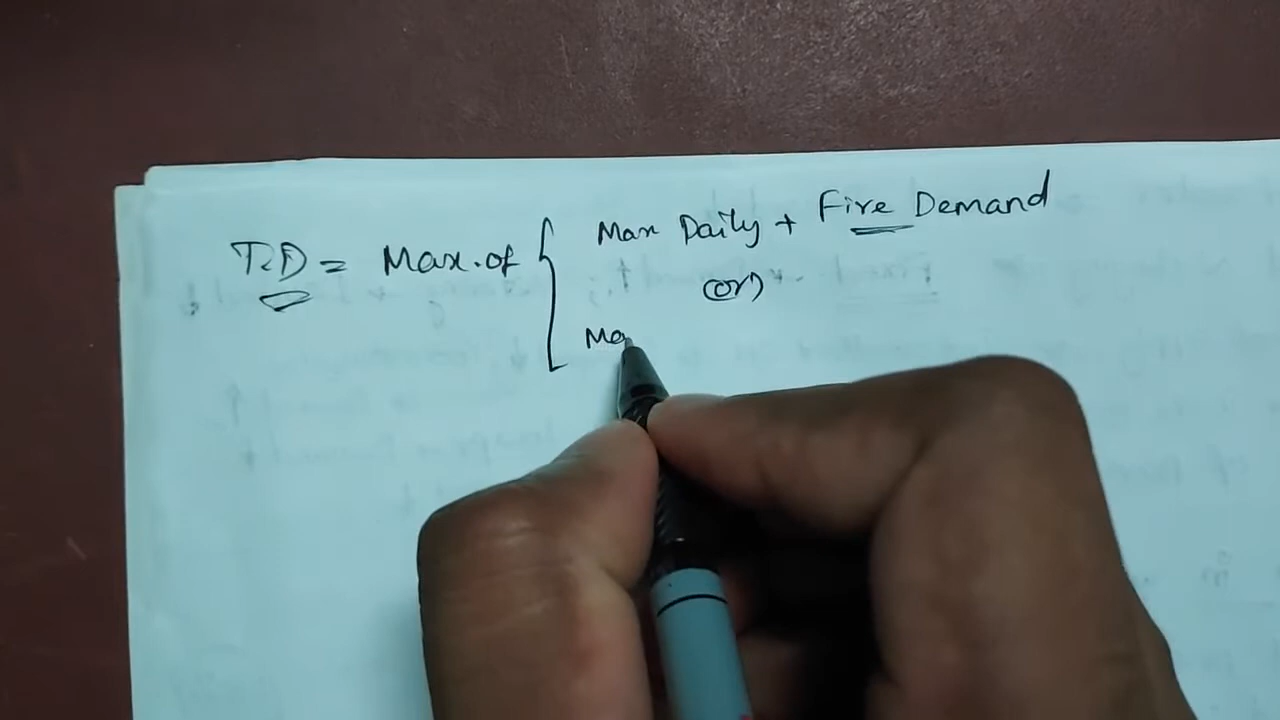 T.D = Max.of { Max Daily + Fire Demand
(or)
Ma